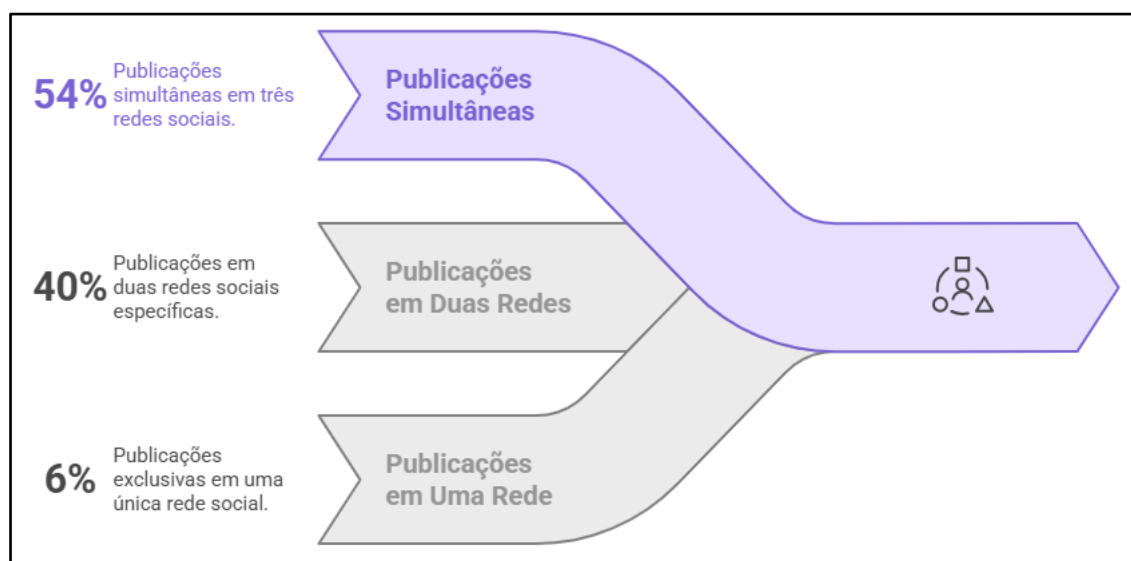 54%
Publicações
simultâneas em três
redes sociais.
Publicações
Simultâneas
40%
Publicações em
duas redes sociais
específicas.
Publicações
em Duas Redes
6%
Publicações
exclusivas em uma
única rede social.
Publicações
em Uma Rede